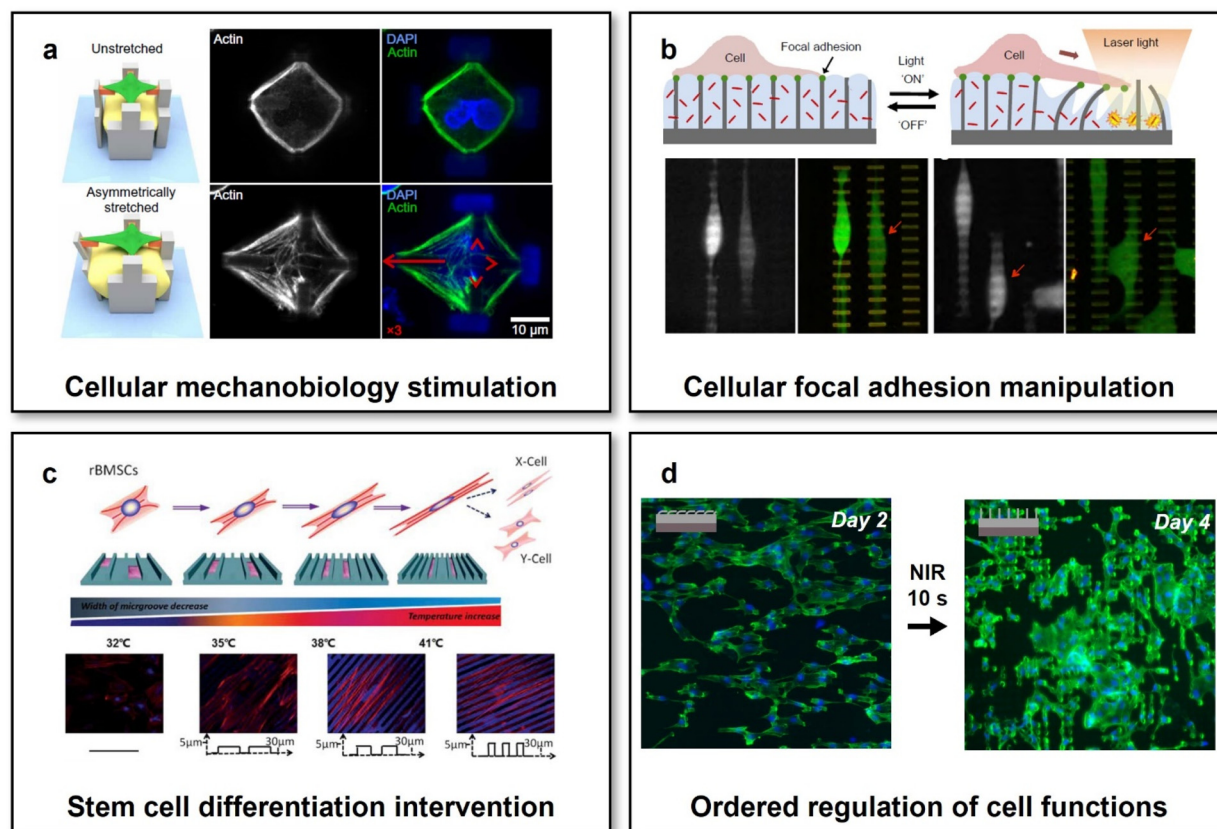 a
Unstretched
Actin
DAPI
Actin
Asymmetrically
stretched
Actin
DAPI
Actin
×3
10 µm
Cellular mechanobiology stimulation
b
Cell
Focal adhesion
Light
'ON'
'OFF'
Cell
Laser light
Cellular focal adhesion manipulation
c
rBMSCs
X-Cell
Y-Cell
Width of micrgroove decrease
Temperature increase
32℃ 35℃ 38℃ 41℃
5µm 30µm 5µm 30µm 5µm 30µm
Stem cell differentiation intervention
d
Day 2
NIR
10 s
Day 4
Ordered regulation of cell functions